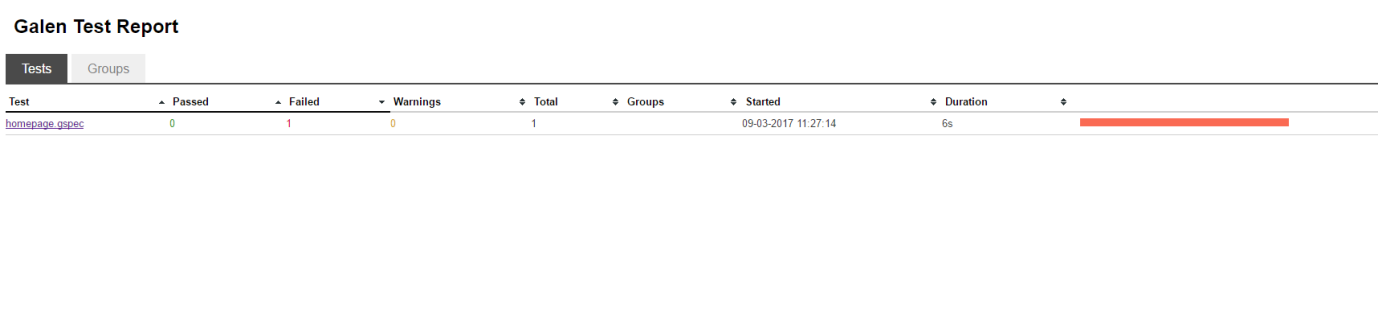 Galen Test Report
Tests Groups
Test Passed Failed Warnings Total Groups Started Duration
homepage.gspec 0 1 0 1 09-03-2017 11:27:14 6s